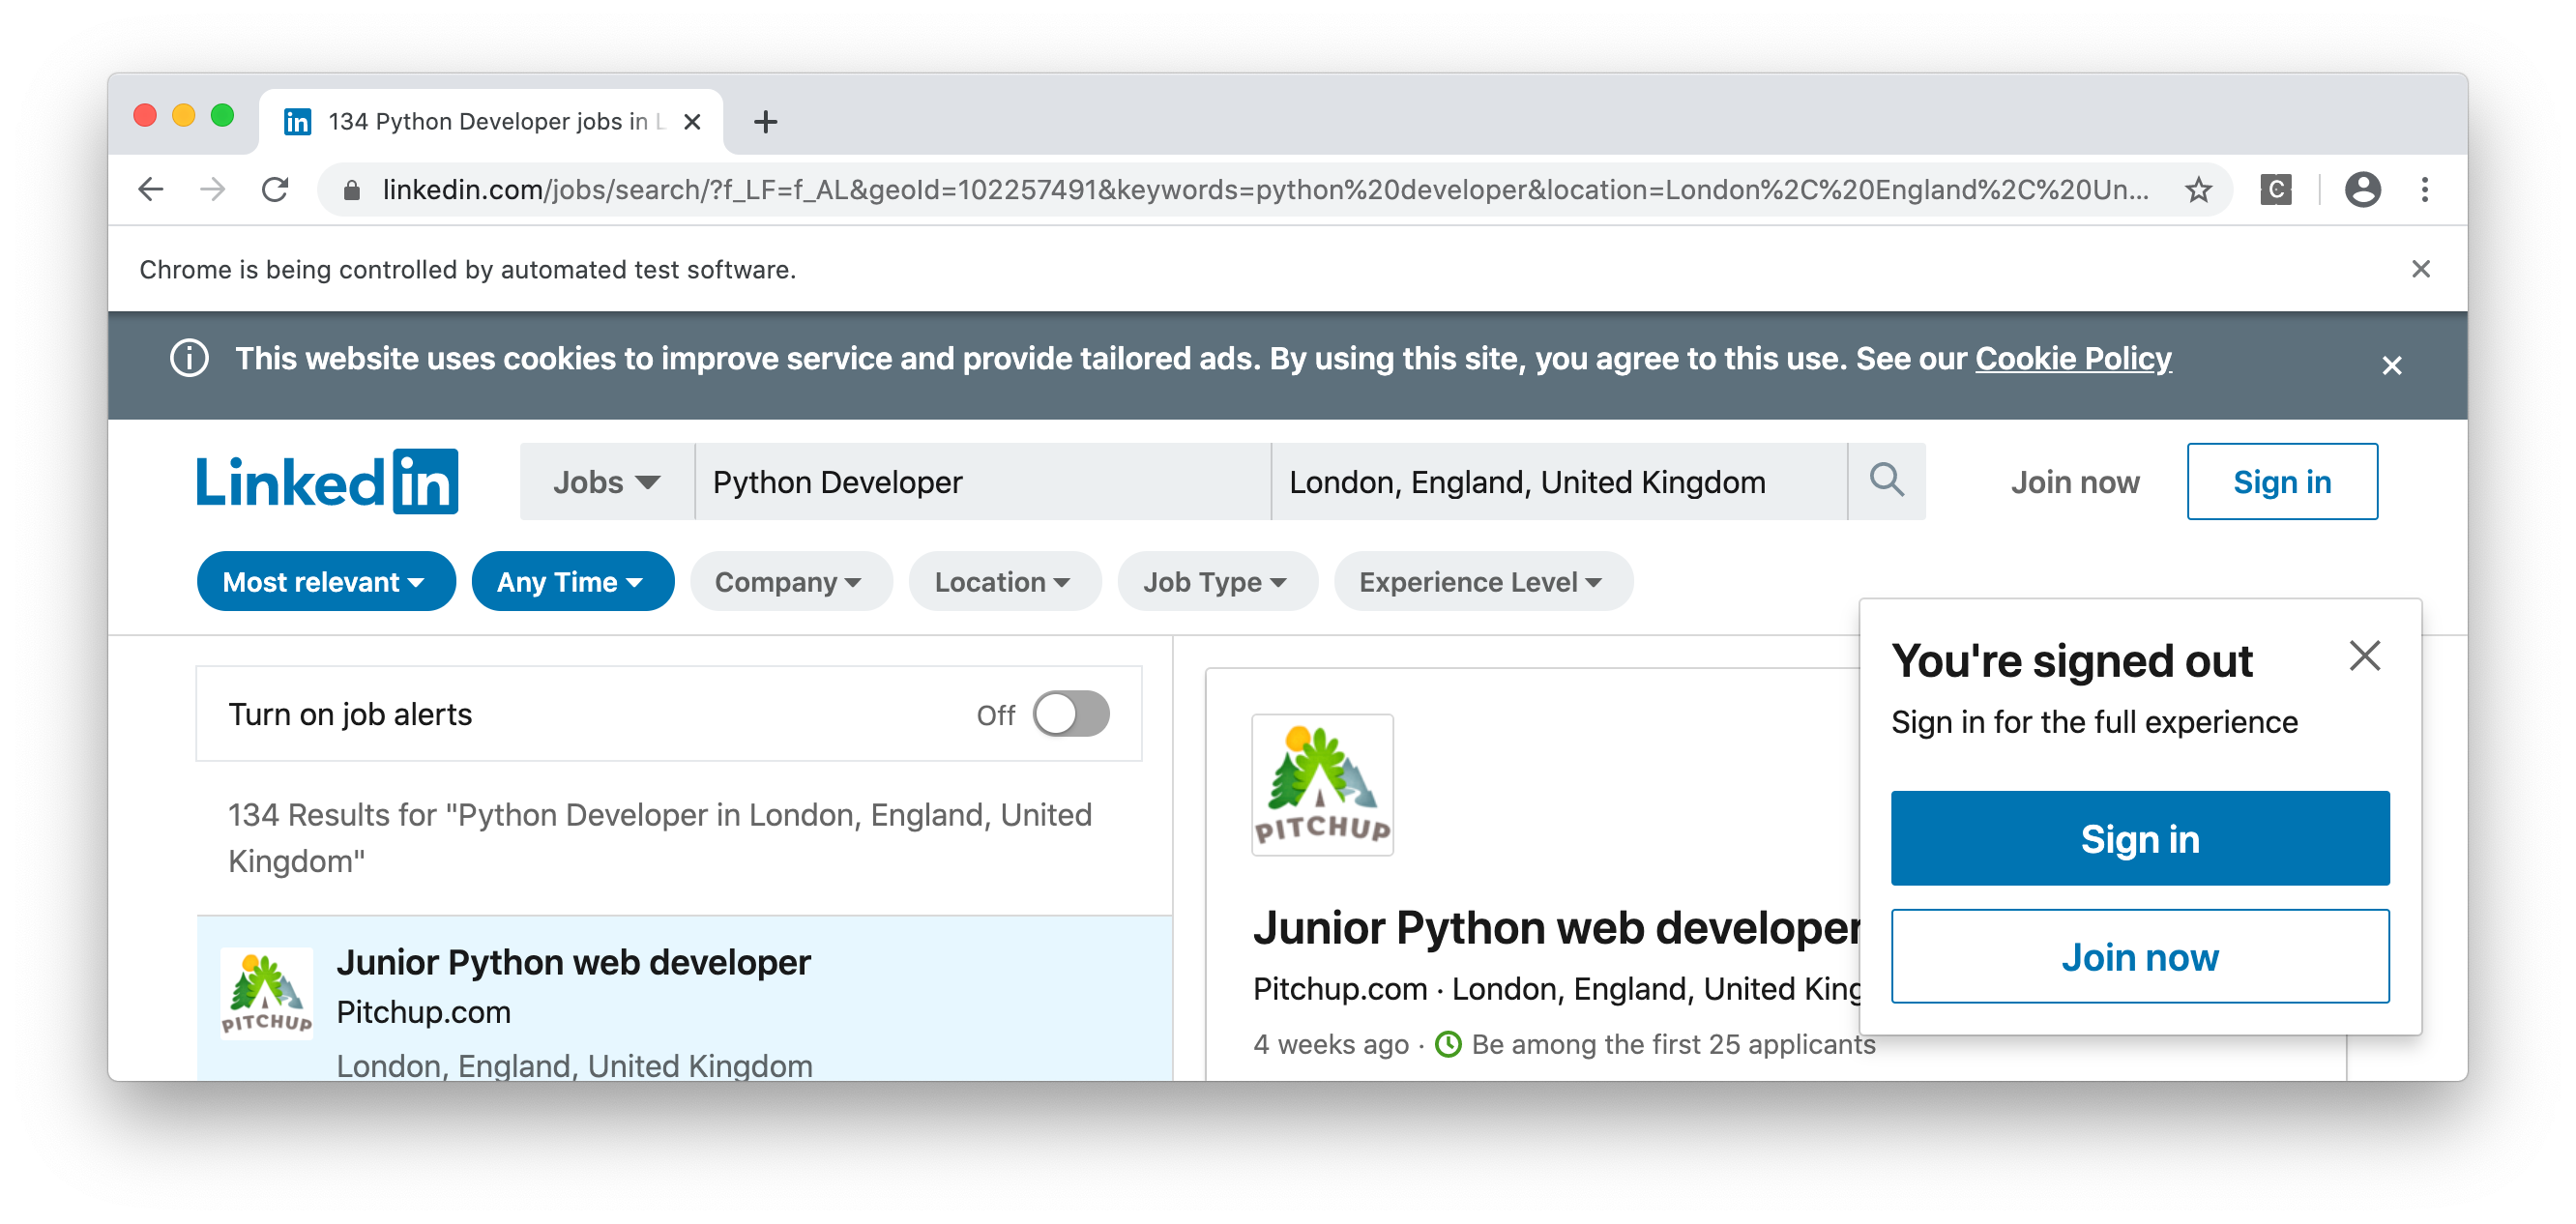 134 Python Developer jobs in L
linkedin.com/jobs/search/?f_LF=f_AL&geoId=102257491&keywords=python%20developer&location=London%2C%20England%2C%20Un...
C
Chrome is being controlled by automated test software.
This website uses cookies to improve service and provide tailored ads. By using this site, you agree to this use. See our Cookie Policy
Linked in
Jobs
Python Developer
London, England, United Kingdom
Join now
Sign in
Most relevant
Any Time
Company
Location
Job Type
Experience Level
Turn on job alerts
Off
134 Results for "Python Developer in London, England, United
Kingdom"
PITCHUP
Junior Python web developer
Pitchup.com
London, England, United Kingdom
PITCHUP
Junior Python web developer
Pitchup.com · London, England, United King
4 weeks ago · Be among the first 25 applicants
You're signed out
Sign in for the full experience
Sign in
Join now